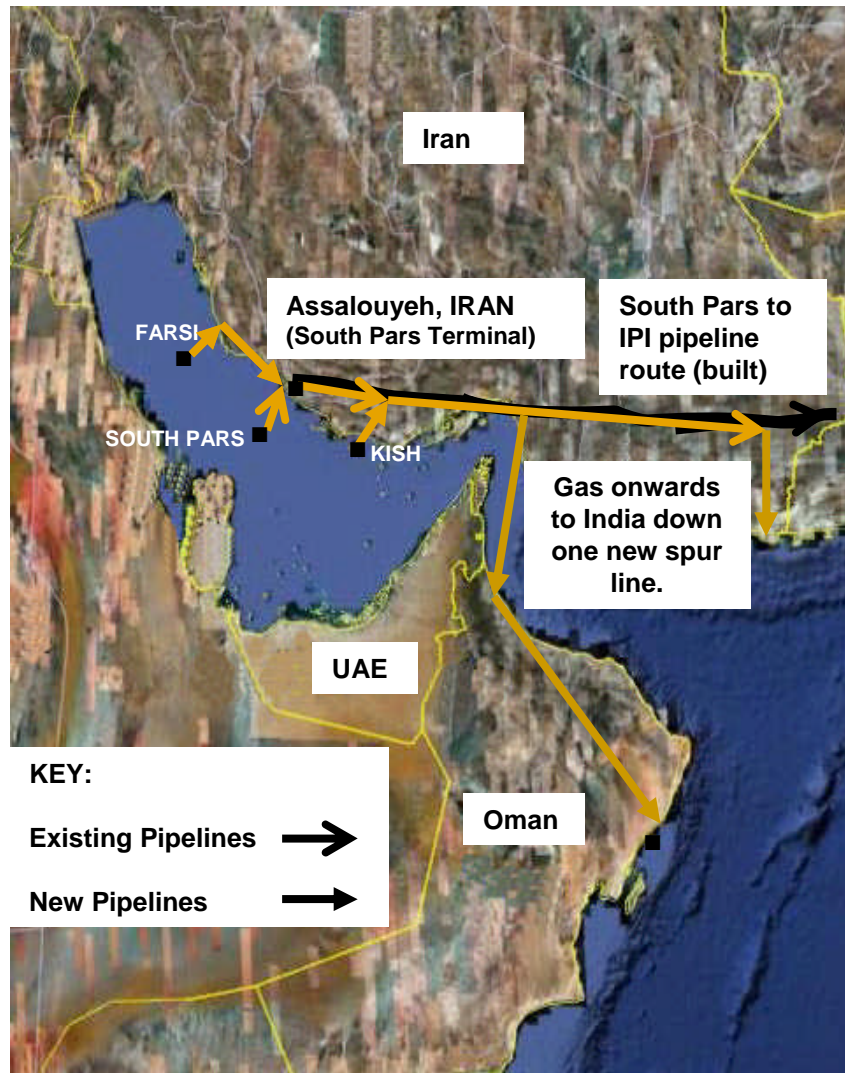 Iran
Assalouyeh, IRAN
(South Pars Terminal)
South Pars to
IPI pipeline
route (built)
FARSI
SOUTH PARS
KISH
Gas onwards
to India down
one new spur
line.
UAE
Oman
KEY:
Existing Pipelines
New Pipelines